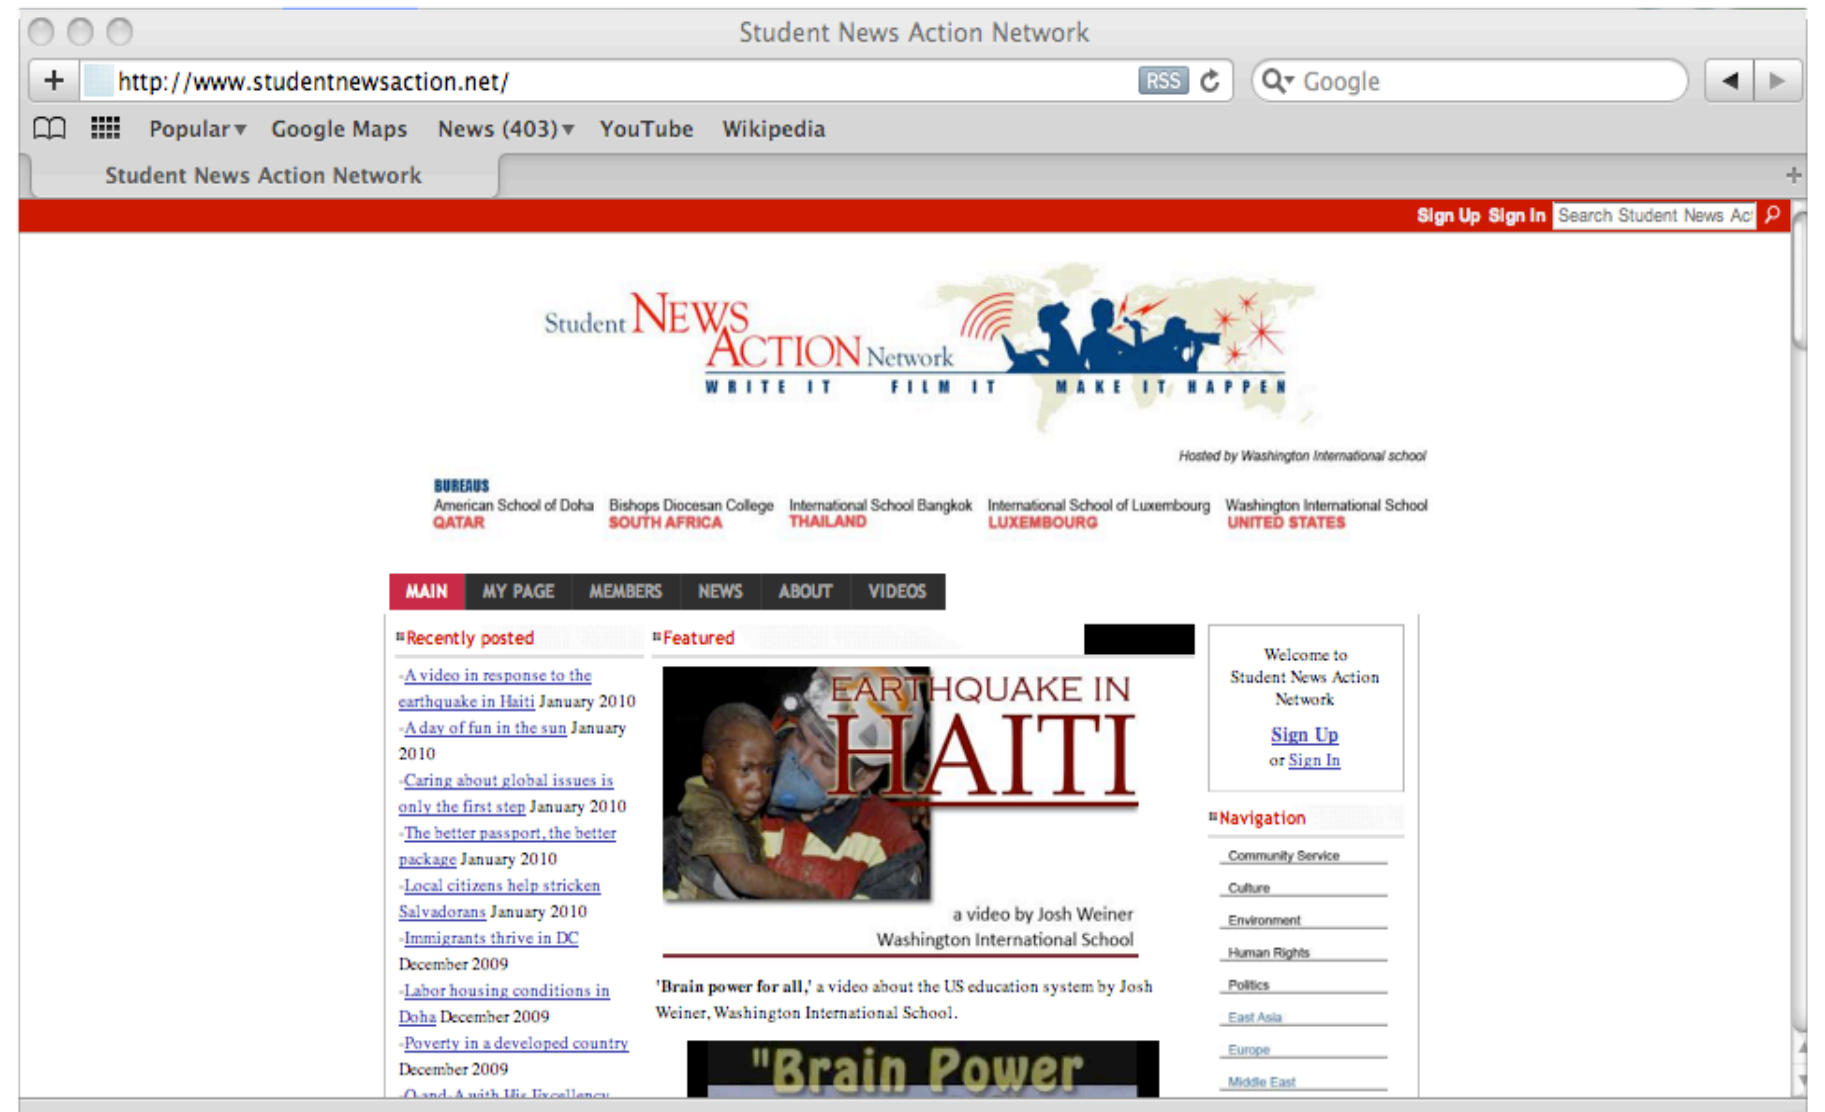 Student News Action Network
http://www.studentnewsaction.net/
RSS
Google
Popular
Google Maps
News (403)
YouTube
Wikipedia
Student News Action Network
Sign Up Sign In
Search Student News Ac
Student NEWS
ACTION Network
WRITE IT FILM IT MAKE IT HAPPEN
Hosted by Washington International school
BUREAUS
American School of Doha
QATAR
Bishops Diocesan College
SOUTH AFRICA
International School Bangkok
THAILAND
International School of Luxembourg
LUXEMBOURG
Washington International School
UNITED STATES
MAIN MY PAGE MEMBERS NEWS ABOUT VIDEOS
Recently posted
-A video in response to the
earthquake in Haiti January 2010
-A day of fun in the sun January
2010
-Caring about global issues is
only the first step January 2010
-The better passport, the better
package January 2010
-Local citizens help stricken
Salvadorans January 2010
-Immigrants thrive in DC
December 2009
-Labor housing conditions in
Doha December 2009
-Poverty in a developed country
December 2009
-Q-and-A with His Excellency
Featured
EARTHQUAKE IN
HAITI
a video by Josh Weiner
Washington International School
'Brain power for all,' a video about the US education system by Josh
Weiner, Washington International School.
"Brain Power
Welcome to
Student News Action
Network
Sign Up
or Sign In
Navigation
Community Service
Culture
Environment
Human Rights
Politics
East Asia
Europe
Middle East